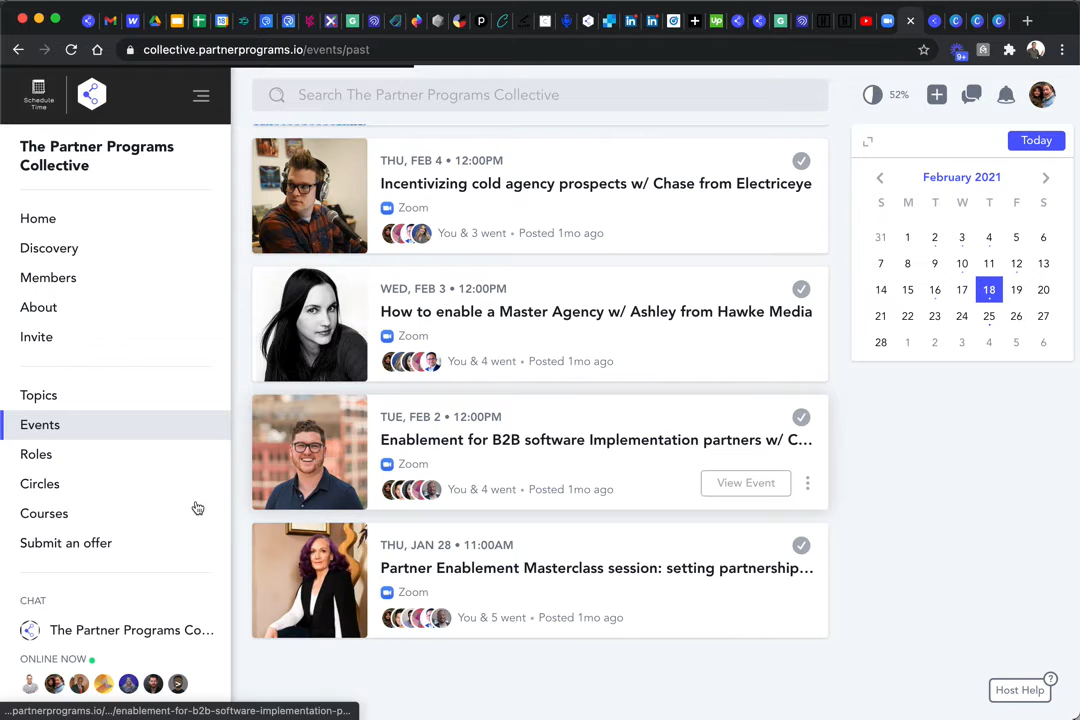 collective.partnerprograms.io/events/past
9+
Schedule
Time
Search The Partner Programs Collective
52%
The Partner Programs
Collective
Home
Discovery
Members
About
Invite
Topics
Events
Roles
Circles
Courses
Submit an offer
CHAT
The Partner Programs Co...
ONLINE NOW
...partnerprograms.io/.../enablement-for-b2b-software-implementation-p...
THU, FEB 4 • 12:00PM
Incentivizing cold agency prospects w/ Chase from Electriceye
Zoom
You & 3 went • Posted 1mo ago
WED, FEB 3 • 12:00PM
How to enable a Master Agency w/ Ashley from Hawke Media
Zoom
You & 4 went • Posted 1mo ago
TUE, FEB 2 • 12:00PM
Enablement for B2B software Implementation partners w/ C...
Zoom
You & 4 went • Posted 1mo ago
View Event
THU, JAN 28 • 11:00AM
Partner Enablement Masterclass session: setting partnership...
Zoom
You & 5 went • Posted 1mo ago
Today
February 2021
S M T W T F S
31 1 2 3 4 5 6
7 8 9 10 11 12 13
14 15 16 17 18 19 20
21 22 23 24 25 26 27
28 1 2 3 4 5 6
Host Help
?